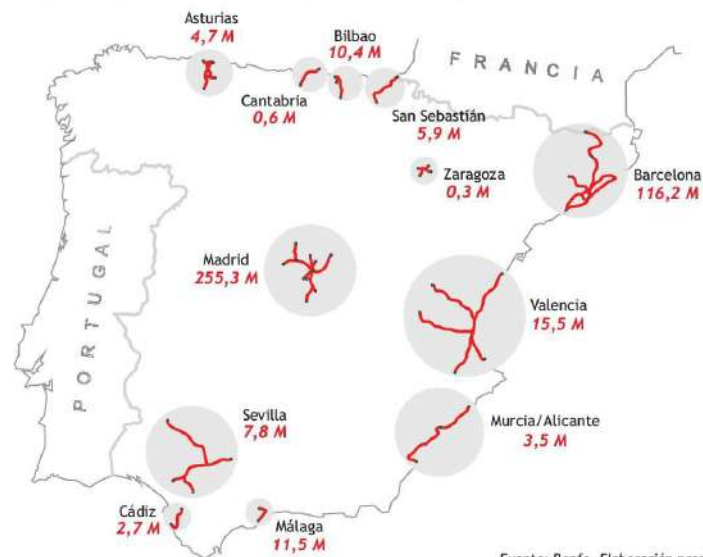 Asturias
4,7 M
Bilbao
10,4 M
FRANCIA
Cantabria
0,6 M
San Sebastián
5,9 M
Zaragoza
0,3 M
Barcelona
116,2 M
Madrid
255,3 M
PORTUGAL
Valencia
15,5 M
Sevilla
7,8 M
Murcia/Alicante
3,5 M
Cádiz
2,7 M
Málaga
11,5 M